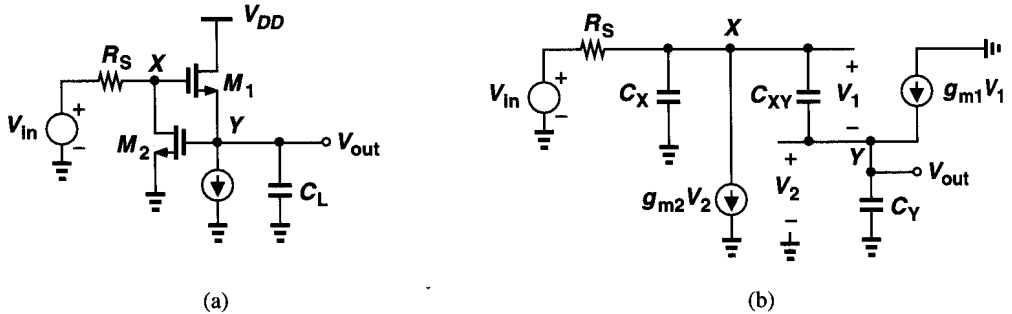 V_DD
R_S
X
M_1
V_in
+
−
M_2
Y
V_out
C_L
(a)
R_S
X
V_in
+
−
C_X
C_XY
+
V_1
−
g_m1V_1
g_m2V_2
+
V_2
−
Y
V_out
C_Y
(b)